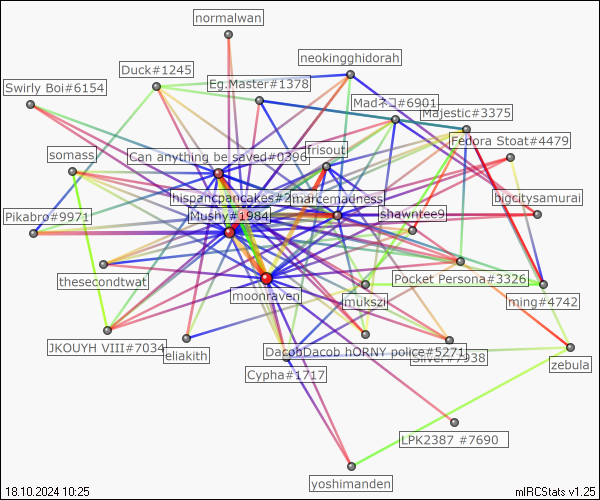 normalwan
neokingghidorah
Duck#1245
Eg.Master#1378
Swirly Boi#6154
Madネコ#6901
Majestic#3375
Fedora Stoat#4479
frisout
somass
Can anything be saved#0396
hispancpancakes#2
marcemadness
bigcitysamurai
Pikabro#9971
Mushy#1984
shawntee9
thesecondtwat
Pocket Persona#3326
moonraven
mukszi
ming#4742
JKOUYH VIII#7034
eliakith
DacobDacob hORNY police#5271
#7938
zebula
Cypha#1717
LPK2387 #7690
yoshimanden
18.10.2024 10:25
mIRCStats v1.25